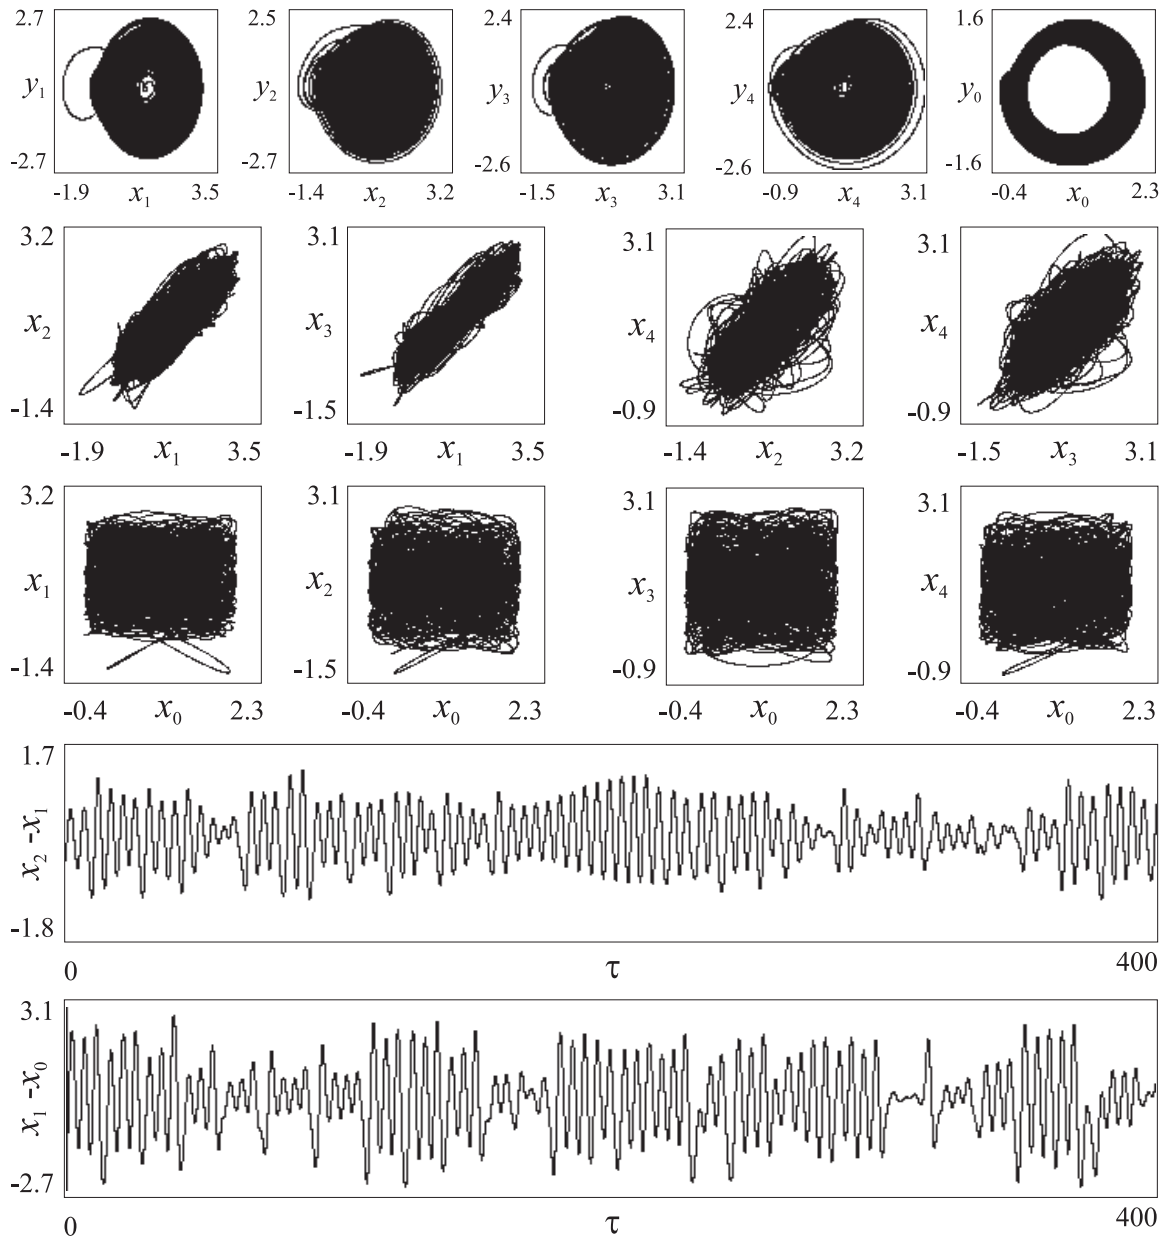 2.7 2.5 2.4 2.4 1.6
y1 y2 y3 y4 y0
-2.7 -2.7 -2.6 -2.6 -1.6
-1.9 x1 3.5 -1.4 x2 3.2 -1.5 x3 3.1 -0.9 x4 3.1 -0.4 x0 2.3
3.2 3.1 3.1 3.1
x2 x3 x4 x4
-1.4 -1.5 -0.9 -0.9
-1.9 x1 3.5 -1.9 x1 3.5 -1.4 x2 3.2 -1.5 x3 3.1
3.2 3.1 3.1 3.1
x1 x2 x3 x4
-1.4 -1.5 -0.9 -0.9
-0.4 x0 2.3 -0.4 x0 2.3 -0.4 x0 2.3 -0.4 x0 2.3
1.7
x2 -x1
-1.8
0 τ 400
3.1
x1 -x0
-2.7
0 τ 400